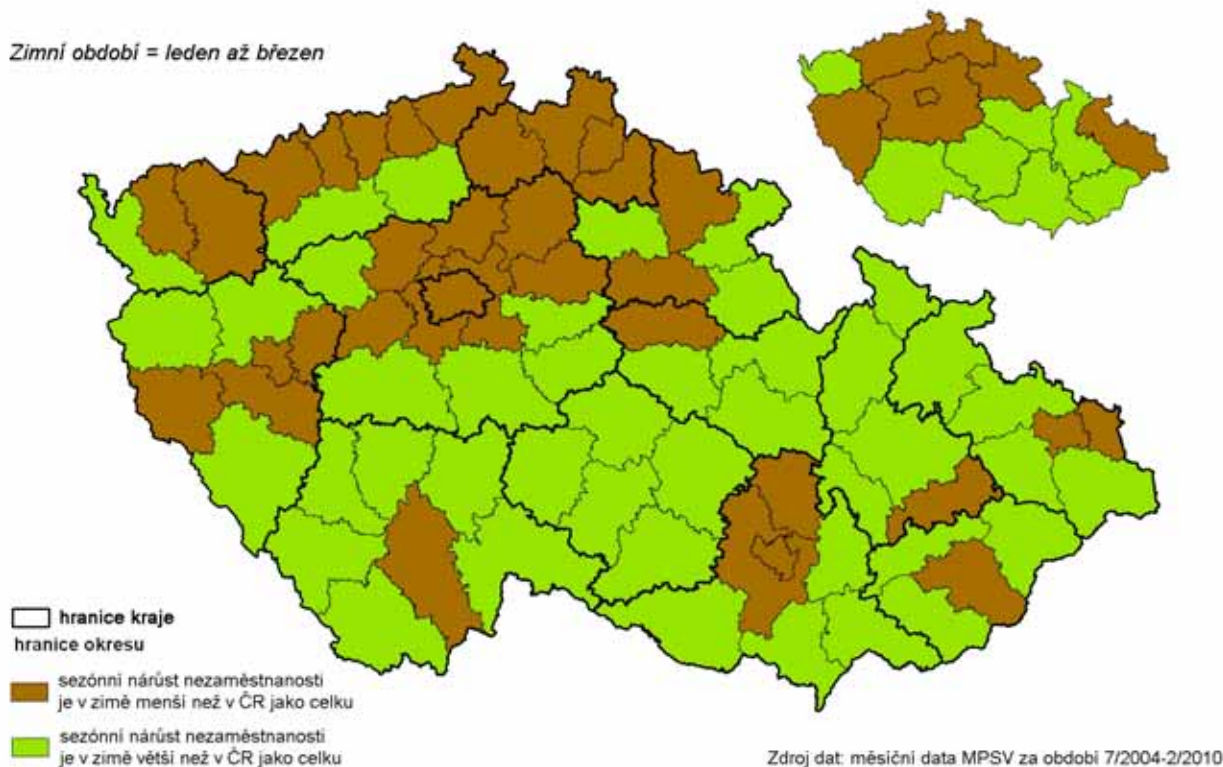 Zimní období = leden až březen
hranice kraje
hranice okresu
sezónní nárůst nezaměstnanosti
je v zimě menší než v ČR jako celku
sezónní nárůst nezaměstnanosti
je v zimě větší než v ČR jako celku
Zdroj dat: měsíční data MPSV za období 7/2004-2/2010